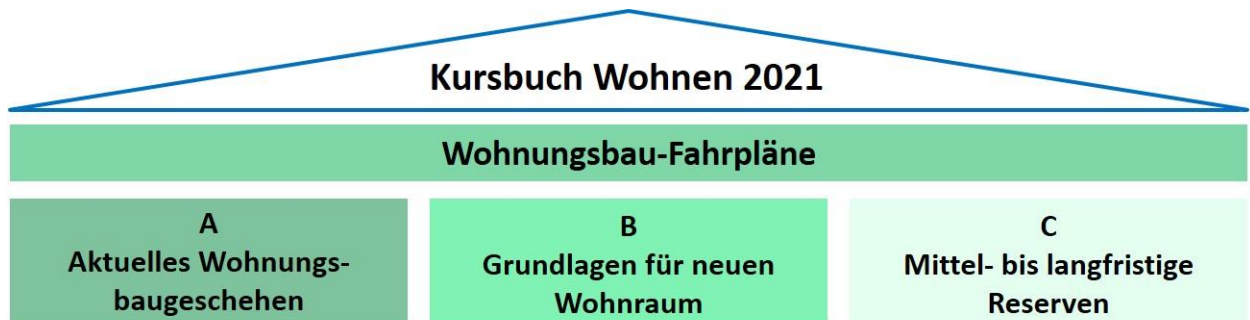 Kursbuch Wohnen 2021
Wohnungsbau-Fahrpläne
A
Aktuelles Wohnungs-
baugeschehen
B
Grundlagen für neuen
Wohnraum
C
Mittel- bis langfristige
Reserven